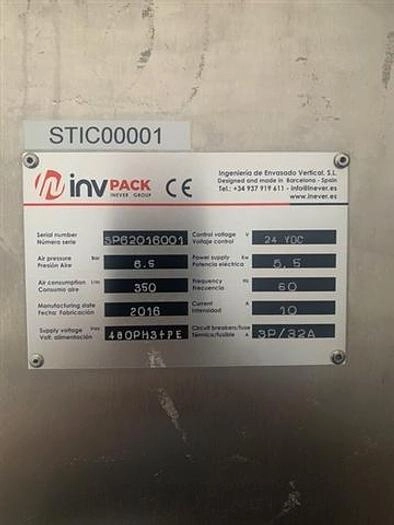 STIC00001
invPACK
INEVER GROUP
CE
Ingeniería de Envasado Vertical, S.L.
Designed and made in Barcelona - Spain
Tel.: +34 937 919 611 - info@inever.es
www.inever.es
Serial number
Número serie
SP62016001
Control voltage V
Voltaje control
24 VDC
Air pressure Bar
Presión Aire
6.5
Power supply Kw
Potencia eléctrica
5,5
Air consumption L/m
Consumo aire
350
Frequency Hz
Frecuencia
60
Manufacturing date
Fecha: Fabricación
2016
Current
Intensidad A
10
Supply voltage
Volt. alimentación
480PH3+PE
Circuit breakers/fuse
Térmico/fusible A
3P/32A